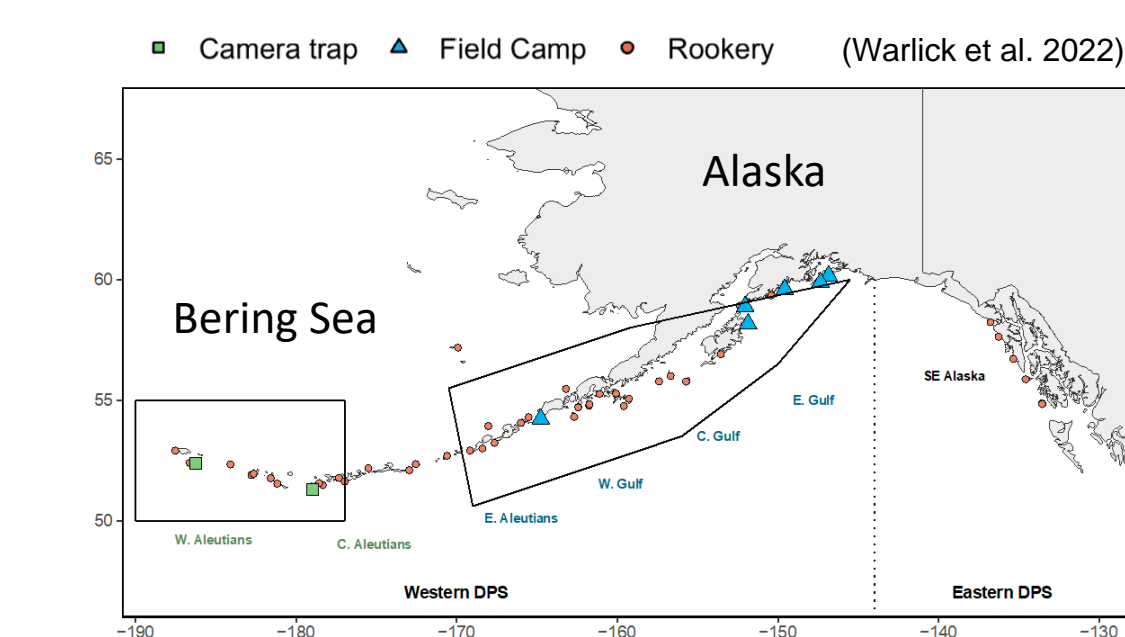 Camera trap Field Camp Rookery (Warlick et al. 2022)
65
Alaska
60
Bering Sea
SE Alaska
55
E. Gulf
C. Gulf
W. Gulf
50
E. Aleutians
W. Aleutians
C. Aleutians
Western DPS Eastern DPS
−190 −180 −170 −160 −150 −140 −130